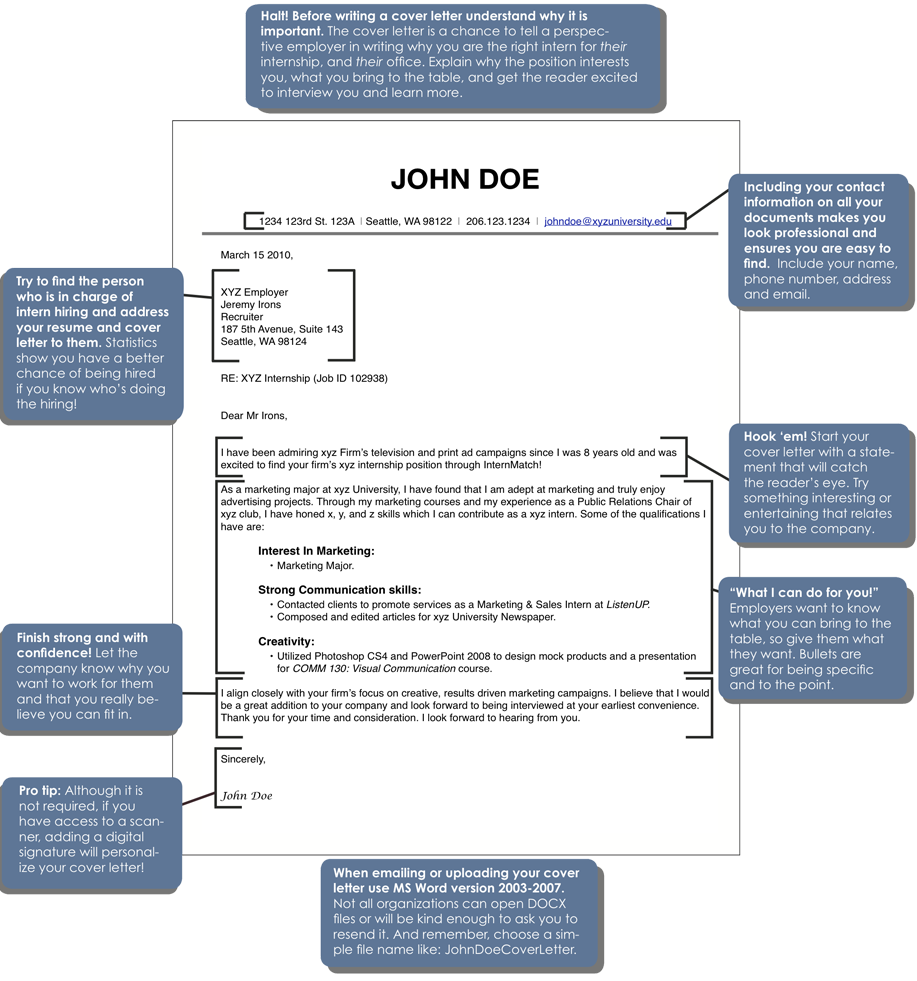 Halt! Before writing a cover letter understand why it is
important. The cover letter is a chance to tell a perspec-
tive employer in writing why you are the right intern for their
internship, and their office. Explain why the position interests
you, what you bring to the table, and get the reader excited
to interview you and learn more.
JOHN DOE
1234 123rd St. 123A | Seattle, WA 98122 | 206.123.1234 | johndoe@xyzuniversity.edu
Including your contact
information on all your
documents makes you
look professional and
ensures you are easy to
find. Include your name,
phone number, address
and email.
March 15 2010,
Try to find the person
who is in charge of
intern hiring and address
your resume and cover
letter to them. Statistics
show you have a better
chance of being hired
if you know who's doing
the hiring!
XYZ Employer
Jeremy Irons
Recruiter
187 5th Avenue, Suite 143
Seattle, WA 98124
RE: XYZ Internship (Job ID 102938)
Dear Mr Irons,
I have been admiring xyz Firm's television and print ad campaigns since I was 8 years old and was
excited to find your firm's xyz internship position through InternMatch!
Hook 'em! Start your
cover letter with a state-
ment that will catch
the reader's eye. Try
something interesting or
entertaining that relates
you to the company.
As a marketing major at xyz University, I have found that I am adept at marketing and truly enjoy
advertising projects. Through my marketing courses and my experience as a Public Relations Chair of
xyz club, I have honed x, y, and z skills which I can contribute as a xyz intern. Some of the qualifications I
have are:
Interest In Marketing:
• Marketing Major.
Strong Communication skills:
• Contacted clients to promote services as a Marketing & Sales Intern at ListenUP.
• Composed and edited articles for xyz University Newspaper.
Creativity:
• Utilized Photoshop CS4 and PowerPoint 2008 to design mock products and a presentation
for COMM 130: Visual Communication course.
"What I can do for you!"
Employers want to know
what you can bring to the
table, so give them what
they want. Bullets are
great for being specific
and to the point.
Finish strong and with
confidence! Let the
company know why you
want to work for them
and that you really be-
lieve you can fit in.
I align closely with your firm's focus on creative, results driven marketing campaigns. I believe that I would
be a great addition to your company and look forward to being interviewed at your earliest convenience.
Thank you for your time and consideration. I look forward to hearing from you.
Sincerely,
John Doe
Pro tip: Although it is
not required, if you
have access to a scan-
ner, adding a digital
signature will personal-
ize your cover letter!
When emailing or uploading your cover
letter use MS Word version 2003-2007.
Not all organizations can open DOCX
files or will be kind enough to ask you to
resend it. And remember, choose a sim-
ple file name like: JohnDoeCoverLetter.